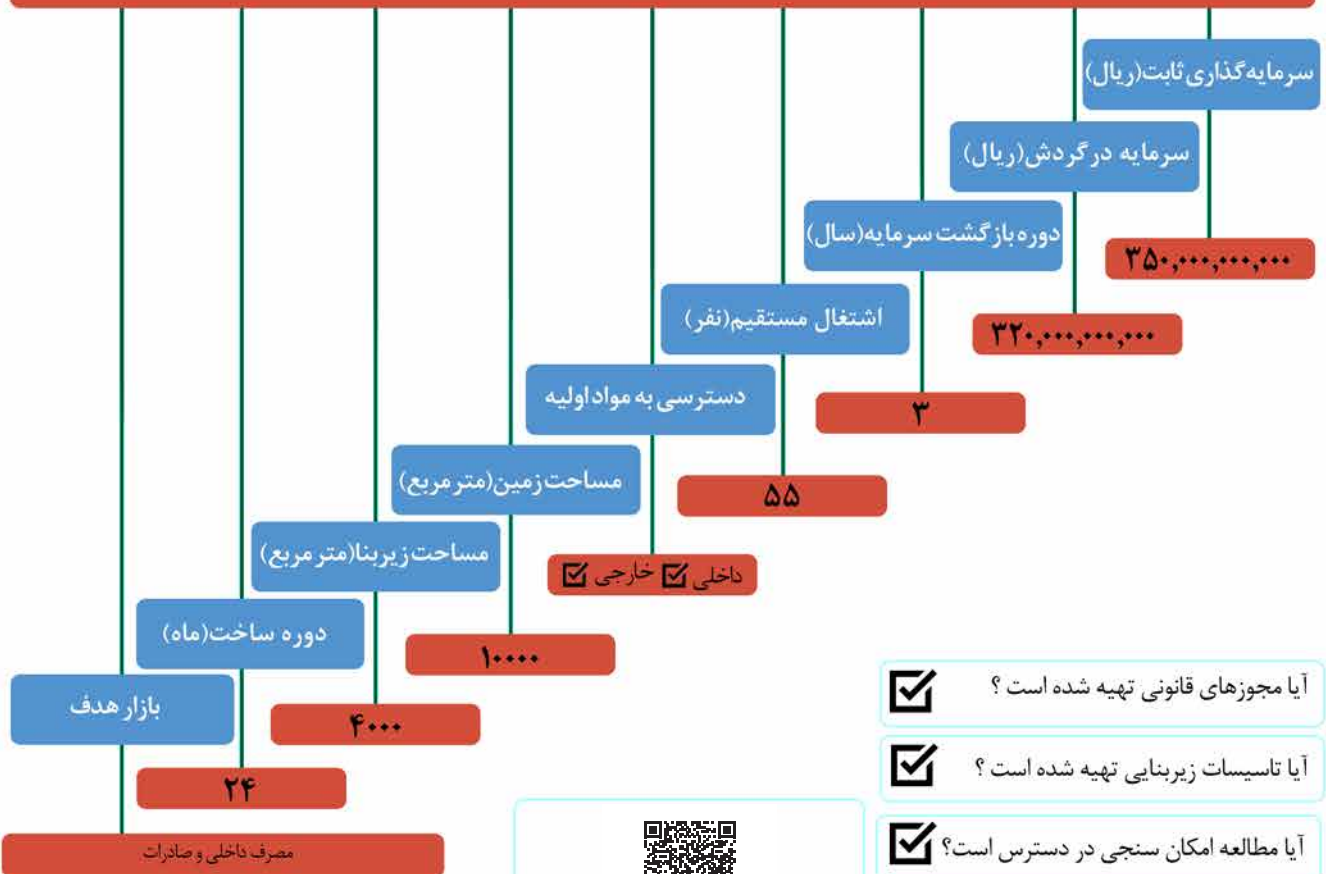 سرمایه‌گذاری ثابت(ریال)
۳۵۰,۰۰۰,۰۰۰,۰۰۰
سرمایه در گردش(ریال)
۳۲۰,۰۰۰,۰۰۰,۰۰۰
دوره بازگشت سرمایه(سال)
۳
اشتغال مستقیم(نفر)
۵۵
دسترسی به مواد اولیه
داخلی ☑ خارجی ☑
مساحت زمین(متر مربع)
۱۰۰۰۰
مساحت زیربنا(متر مربع)
۴۰۰۰
دوره ساخت(ماه)
۲۴
بازار هدف
مصرف داخلی و صادرات
آیا مجوزهای قانونی تهیه شده است ؟ ☑
آیا تاسیسات زیربنایی تهیه شده است ؟ ☑
آیا مطالعه امکان سنجی در دسترس است؟ ☑